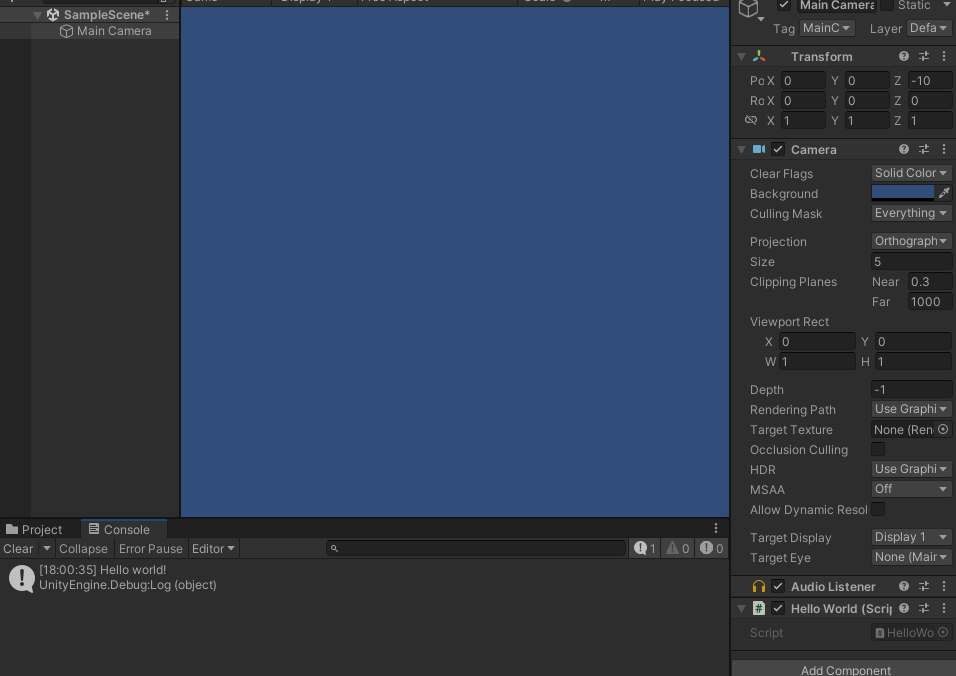 SampleScene*
Main Camera
Main Camera
Static
Tag MainC Layer Defa
Transform
Po X 0 Y 0 Z -10
Ro X 0 Y 0 Z 0
X 1 Y 1 Z 1
Camera
Clear Flags Solid Color
Background
Culling Mask Everything
Projection Orthograph
Size 5
Clipping Planes Near 0.3
Far 1000
Viewport Rect
X 0 Y 0
W 1 H 1
Depth -1
Rendering Path Use Graphi
Target Texture None (Ren
Occlusion Culling
HDR Use Graphi
MSAA Off
Allow Dynamic Resol
Target Display Display 1
Target Eye None (Mair
Audio Listener
# Hello World (Scrip
Script # HelloWo
Add Component
Project Console
Clear Collapse Error Pause Editor 1 0 0
[18:00:35] Hello world!
UnityEngine.Debug:Log (object)